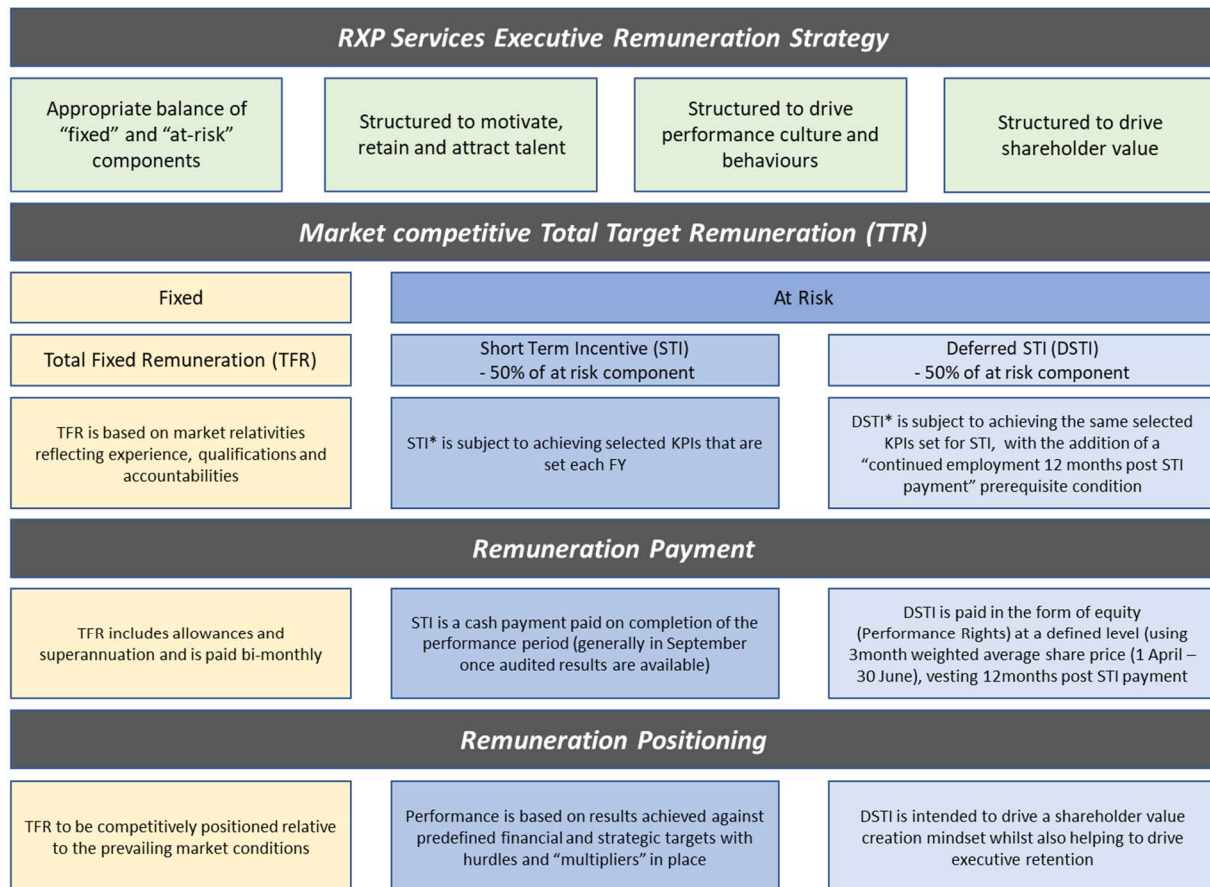 RXP Services Executive Remuneration Strategy
Appropriate balance of
“fixed” and “at-risk”
components
Structured to motivate,
retain and attract talent
Structured to drive
performance culture and
behaviours
Structured to drive
shareholder value
Market competitive Total Target Remuneration (TTR)
Fixed
At Risk
Total Fixed Remuneration (TFR)
Short Term Incentive (STI)
- 50% of at risk component
Deferred STI (DSTI)
- 50% of at risk component
TFR is based on market relativities
reflecting experience, qualifications and
accountabilities
STI* is subject to achieving selected KPIs that are
set each FY
DSTI* is subject to achieving the same selected
KPIs set for STI, with the addition of a
“continued employment 12 months post STI
payment” prerequisite condition
Remuneration Payment
TFR includes allowances and
superannuation and is paid bi-monthly
STI is a cash payment paid on completion of the
performance period (generally in September
once audited results are available)
DSTI is paid in the form of equity
(Performance Rights) at a defined level (using
3month weighted average share price (1 April –
30 June), vesting 12months post STI payment
Remuneration Positioning
TFR to be competitively positioned relative
to the prevailing market conditions
Performance is based on results achieved against
predefined financial and strategic targets with
hurdles and “multipliers” in place
DSTI is intended to drive a shareholder value
creation mindset whilst also helping to drive
executive retention